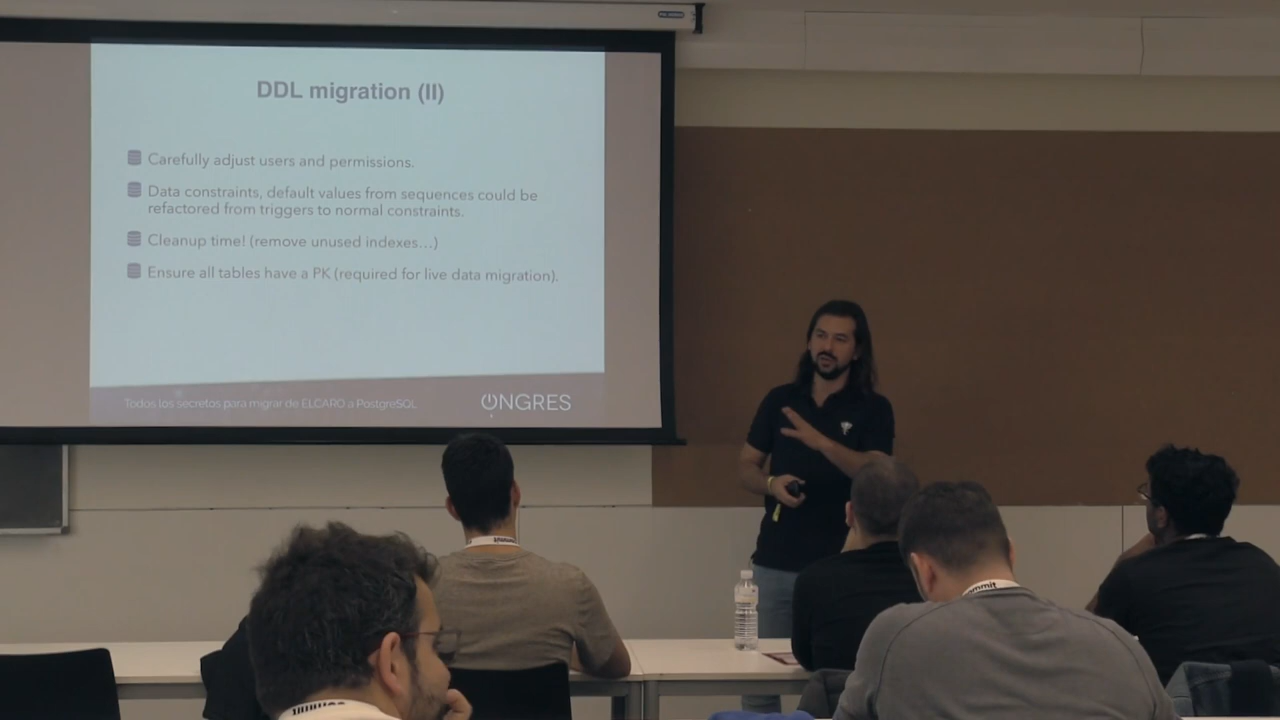 DDL migration (II)
Carefully adjust users and permissions.
Data constraints, default values from sequences could be
refactored from triggers to normal constraints.
Cleanup time! (remove unused indexes...)
Ensure all tables have a PK (required for live data migration).
Todos los secretos para migrar de ELCARO a PostgreSQL
ONGRES